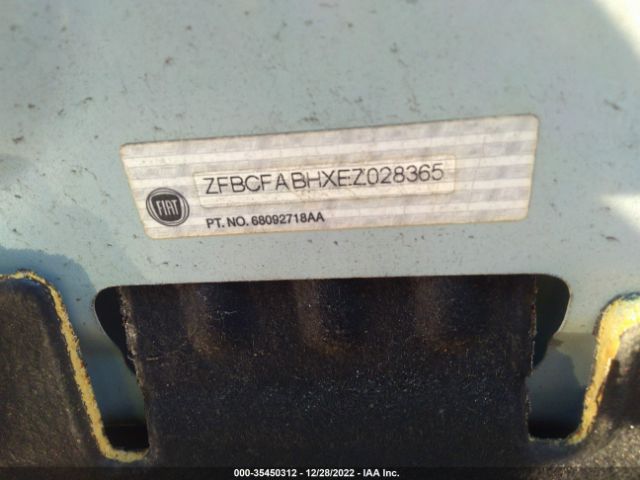 ZFBCFABHXEZ028365
FIAT
PT. NO. 68092718AA
000-35450312 - 12/28/2022 - IAA Inc.